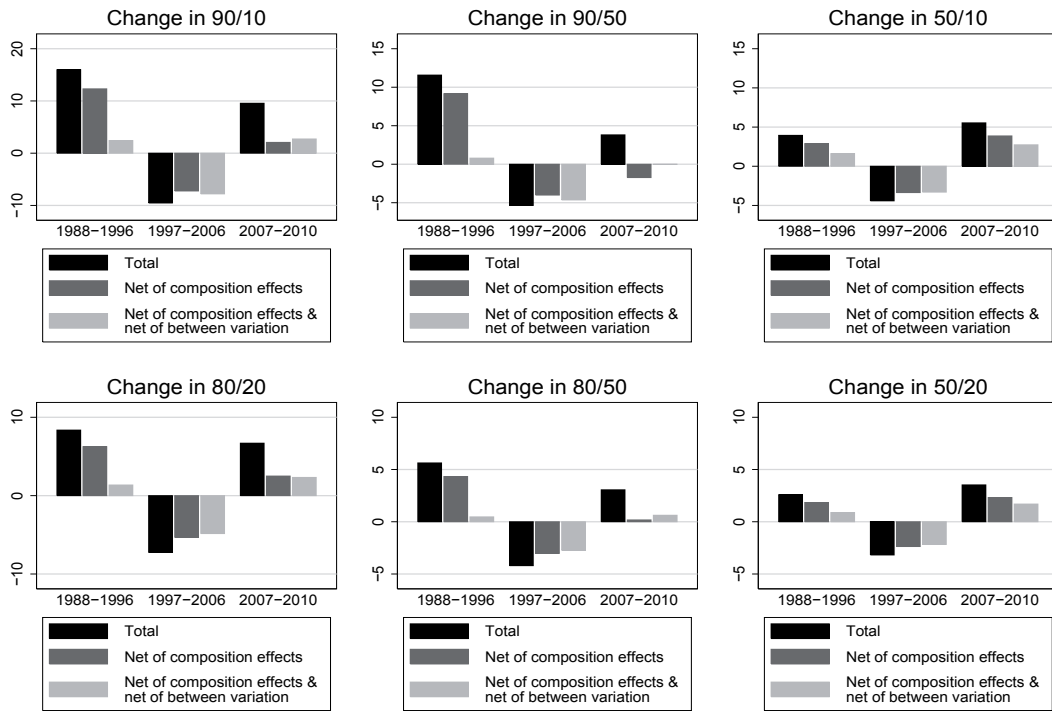 Change in 90/10
20
10
0
−10
1988−1996 1997−2006 2007−2010
Total
Net of composition effects
Net of composition effects &
net of between variation
Change in 90/50
15
10
5
0
−5
1988−1996 1997−2006 2007−2010
Total
Net of composition effects
Net of composition effects &
net of between variation
Change in 50/10
15
10
5
0
−5
1988−1996 1997−2006 2007−2010
Total
Net of composition effects
Net of composition effects &
net of between variation
Change in 80/20
10
0
−10
1988−1996 1997−2006 2007−2010
Total
Net of composition effects
Net of composition effects &
net of between variation
Change in 80/50
10
5
0
−5
1988−1996 1997−2006 2007−2010
Total
Net of composition effects
Net of composition effects &
net of between variation
Change in 50/20
10
5
0
−5
1988−1996 1997−2006 2007−2010
Total
Net of composition effects
Net of composition effects &
net of between variation